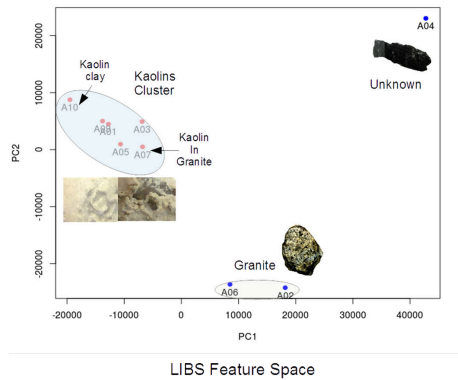 20000
10000
0
-10000
-20000
PC2
A04
Unknown
Kaolin
clay
Kaolins
Cluster
A10
A01
A03
A05
A07
Kaolin
In
Granite
Granite
A06
A02
-20000 -10000 0 10000 20000 30000 40000
PC1
LIBS Feature Space